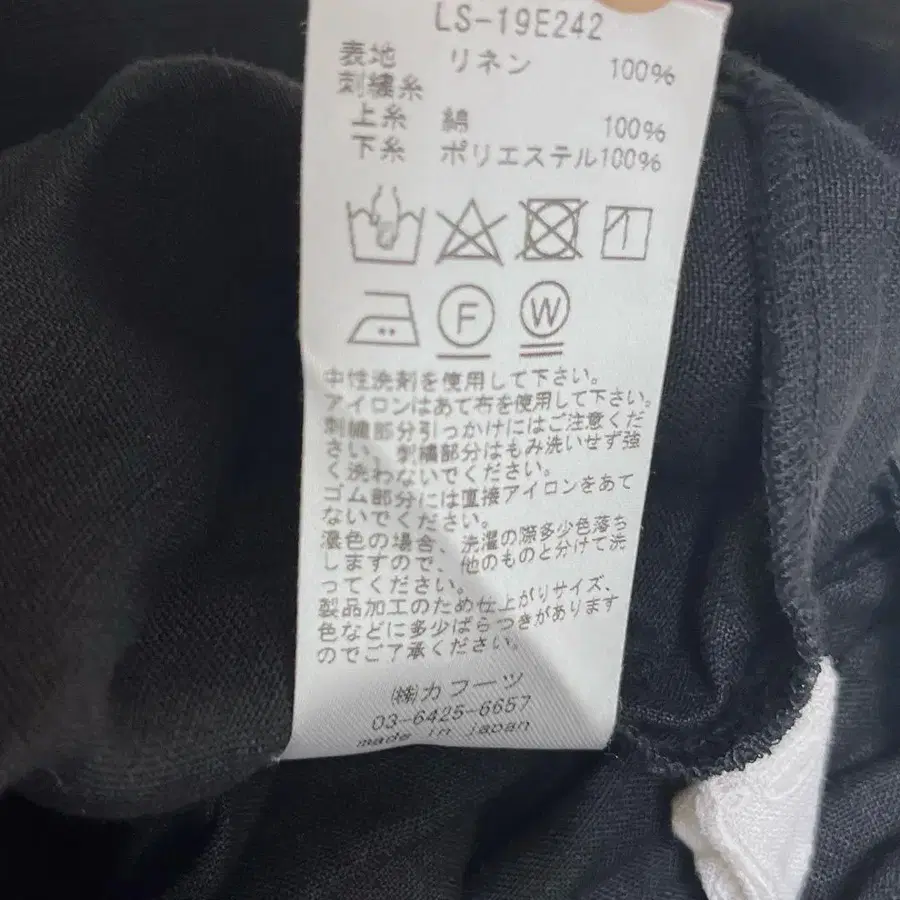 LS-19E242
表地 リネン 100%
刺繍糸
上糸 綿 100%
下糸 ポリエステル100%
F W
中性洗剤を使用して下さい。
アイロンはあて布を使用して下さい。
刺繍部分引っかけにはご注意くだ
さい。刺繍部分はもみ洗いせず強
く洗わないでください。
ゴム部分には直接アイロンをあて
ないでください。
濃色の場合、洗濯の際多少色落ち
しますので、他のものと分けて洗
ってください。
製品加工のため仕上がりサイズ、
色などに多少ばらつきがあります
のでご了承ください。
㈱カフーツ
03-6425-6657
made in japan